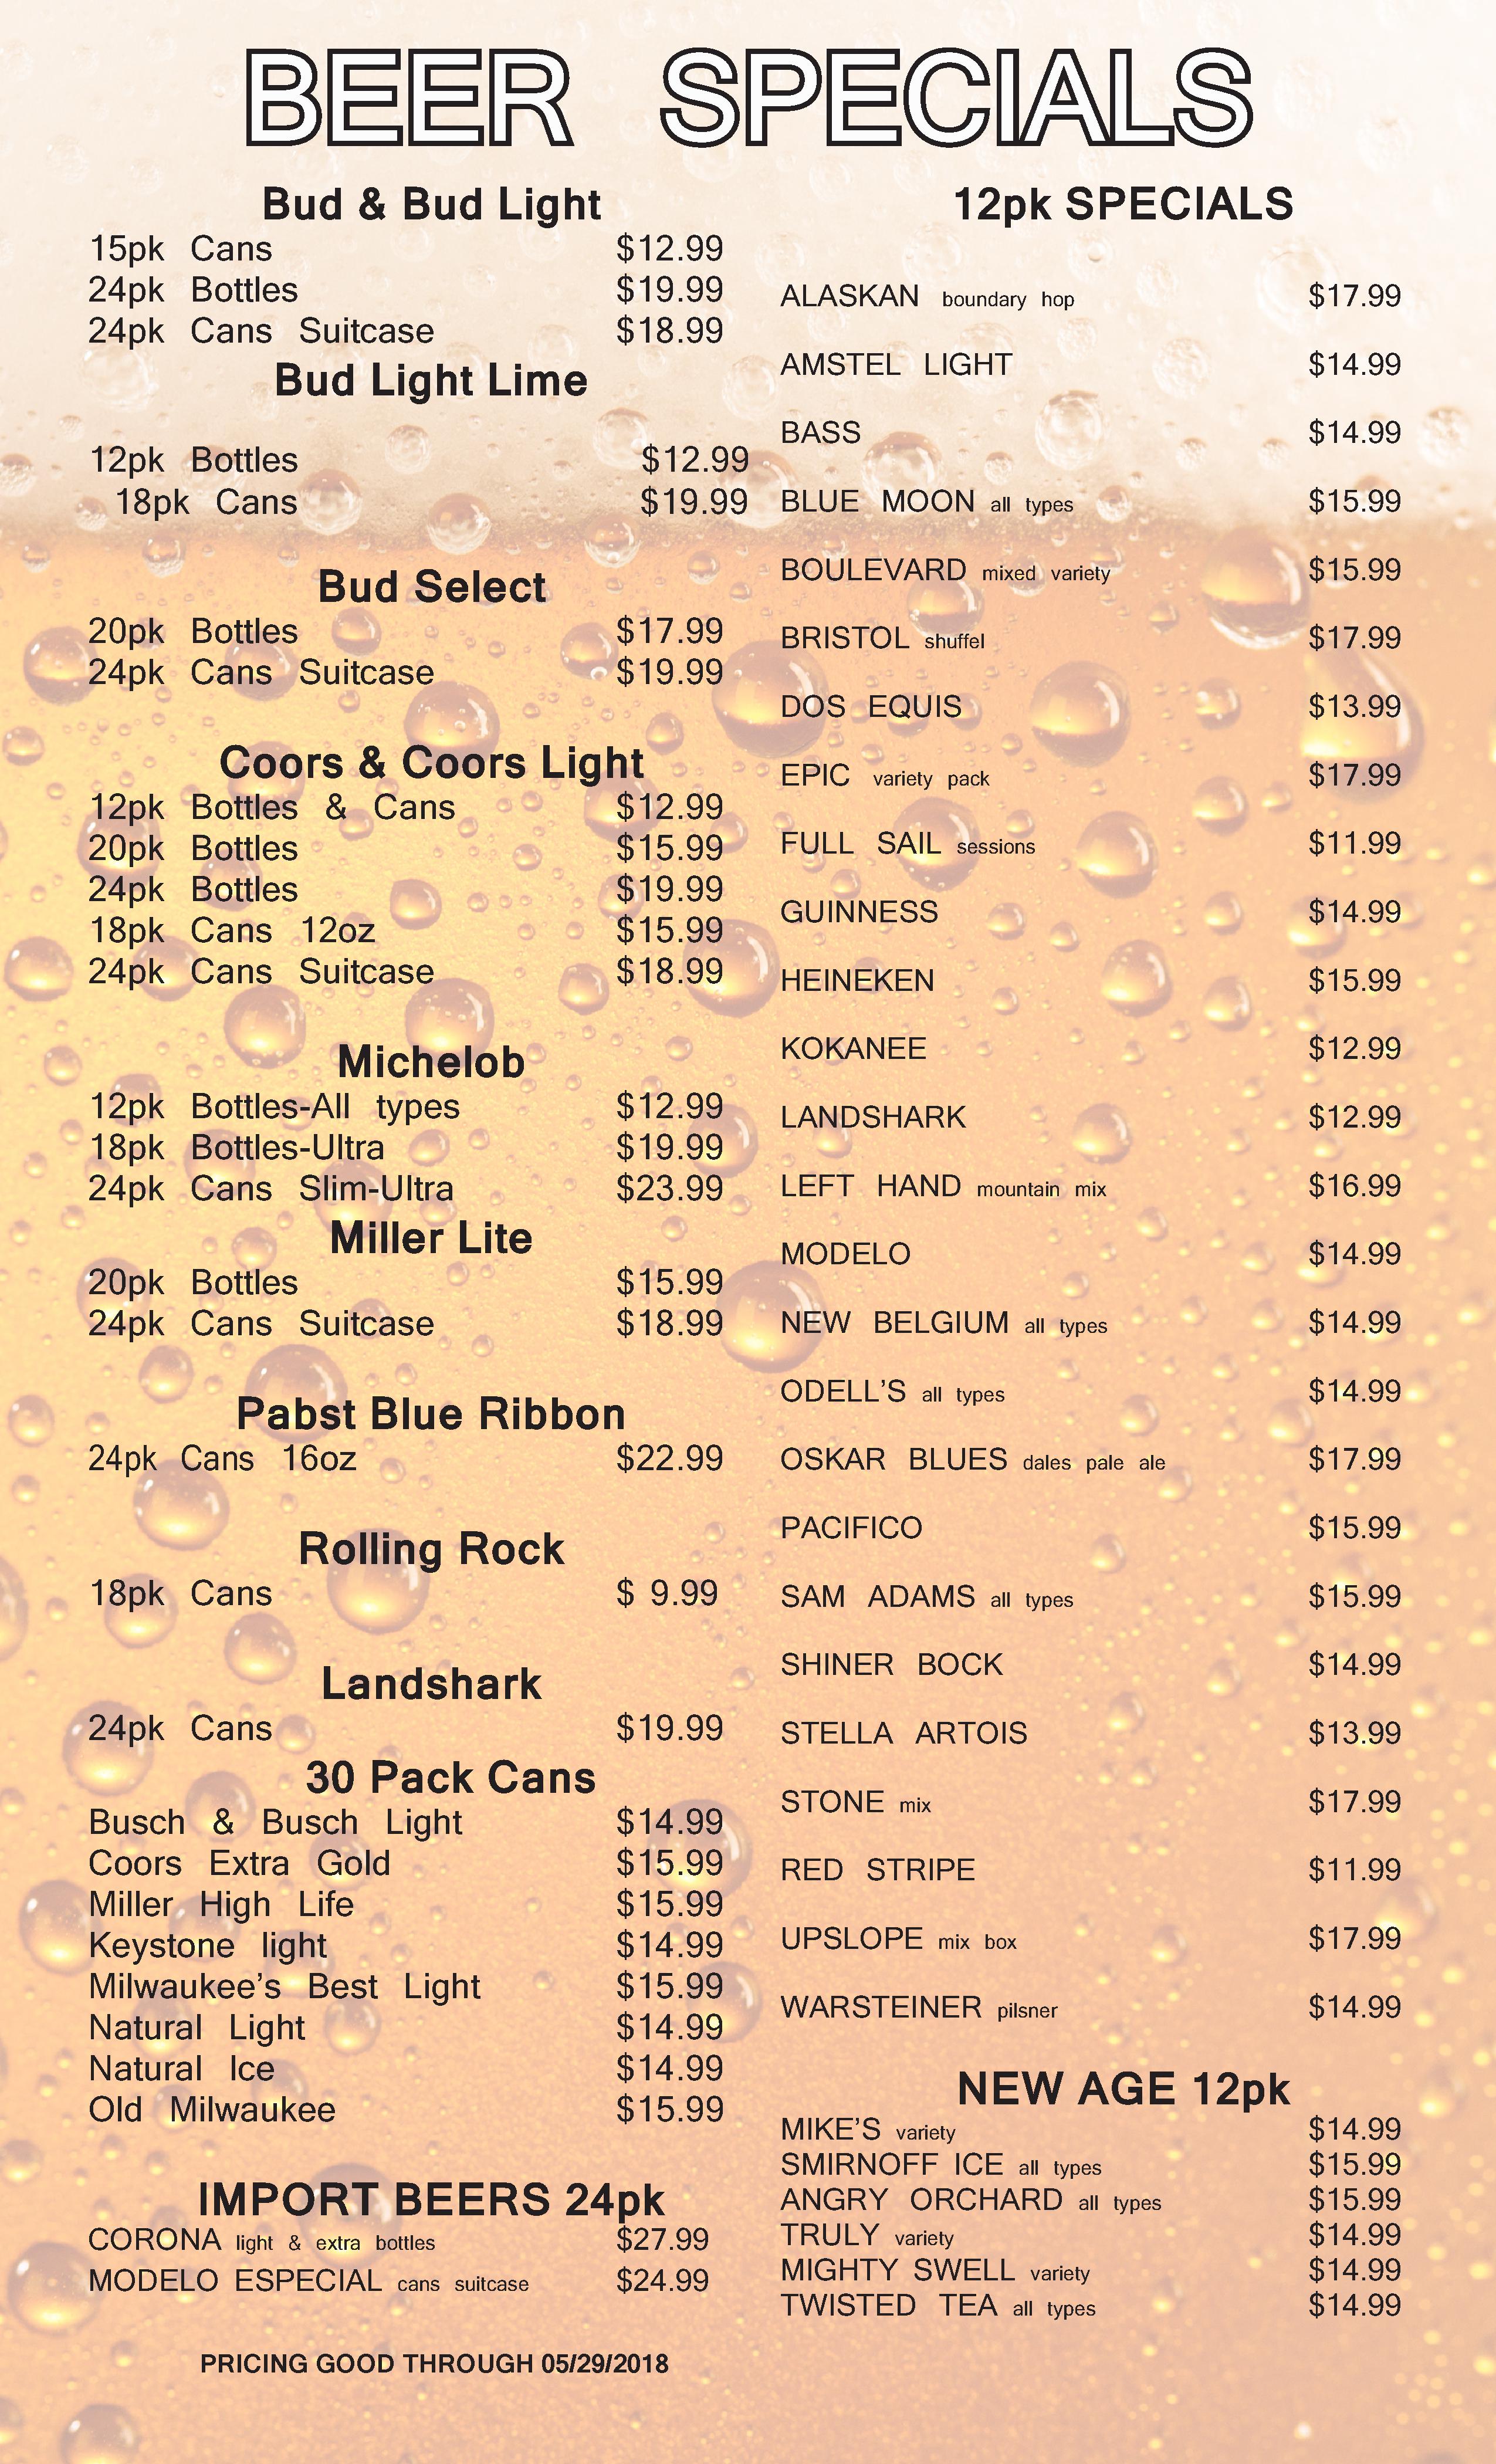 BEER SPECIALS
Bud & Bud Light
15pk Cans $12.99
24pk Bottles $19.99
24pk Cans Suitcase $18.99
Bud Light Lime
12pk Bottles $12.99
18pk Cans $19.99
Bud Select
20pk Bottles $17.99
24pk Cans Suitcase $19.99
Coors & Coors Light
12pk Bottles & Cans $12.99
20pk Bottles $15.99
24pk Bottles $19.99
18pk Cans 12oz $15.99
24pk Cans Suitcase $18.99
Michelob
12pk Bottles-All types $12.99
18pk Bottles-Ultra $19.99
24pk Cans Slim-Ultra $23.99
Miller Lite
20pk Bottles $15.99
24pk Cans Suitcase $18.99
Pabst Blue Ribbon
24pk Cans 16oz $22.99
Rolling Rock
18pk Cans $ 9.99
Landshark
24pk Cans $19.99
30 Pack Cans
Busch & Busch Light $14.99
Coors Extra Gold $15.99
Miller High Life $15.99
Keystone light $14.99
Milwaukee's Best Light $15.99
Natural Light $14.99
Natural Ice $14.99
Old Milwaukee $15.99
IMPORT BEERS 24pk
CORONA light & extra bottles $27.99
MODELO ESPECIAL cans suitcase $24.99
PRICING GOOD THROUGH 05/29/2018
12pk SPECIALS
ALASKAN boundary hop $17.99
AMSTEL LIGHT $14.99
BASS $14.99
BLUE MOON all types $15.99
BOULEVARD mixed variety $15.99
BRISTOL shuffel $17.99
DOS EQUIS $13.99
EPIC variety pack $17.99
FULL SAIL sessions $11.99
GUINNESS $14.99
HEINEKEN $15.99
KOKANEE $12.99
LANDSHARK $12.99
LEFT HAND mountain mix $16.99
MODELO $14.99
NEW BELGIUM all types $14.99
ODELL'S all types $14.99
OSKAR BLUES dales pale ale $17.99
PACIFICO $15.99
SAM ADAMS all types $15.99
SHINER BOCK $14.99
STELLA ARTOIS $13.99
STONE mix $17.99
RED STRIPE $11.99
UPSLOPE mix box $17.99
WARSTEINER pilsner $14.99
NEW AGE 12pk
MIKE'S variety $14.99
SMIRNOFF ICE all types $15.99
ANGRY ORCHARD all types $15.99
TRULY variety $14.99
MIGHTY SWELL variety $14.99
TWISTED TEA all types $14.99